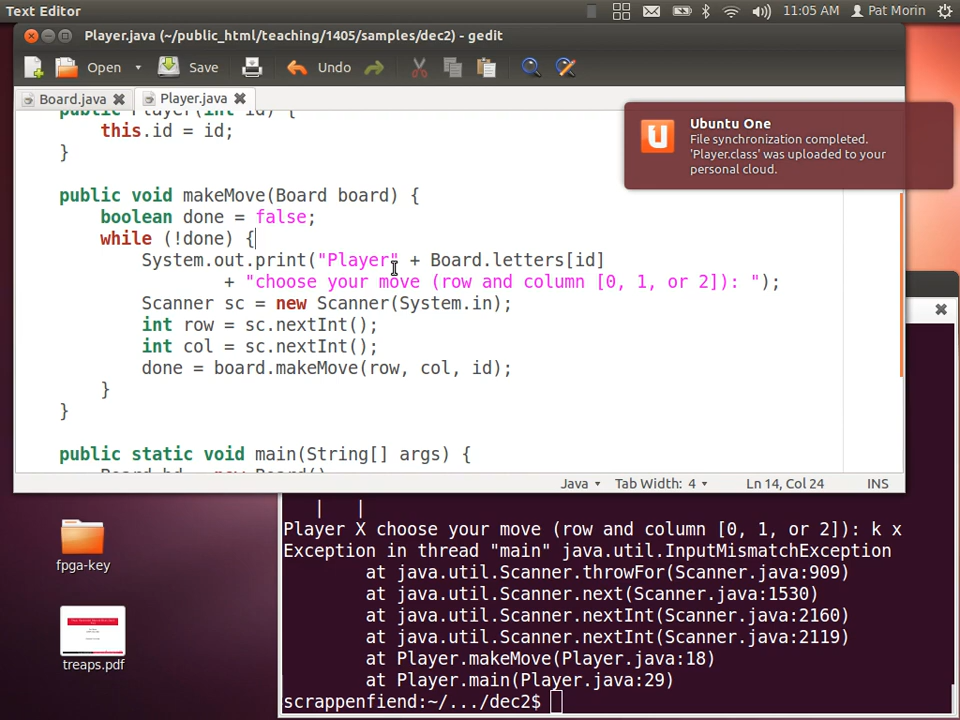 Text Editor
11:05 AM
Pat Morin
Player.java (~/public_html/teaching/1405/samples/dec2) - gedit
Open
Save
Undo
Board.java
Player.java
public Player(int id) {
this.id = id;
}
public void makeMove(Board board) {
boolean done = false;
while (!done) {
System.out.print("Player" + Board.letters[id]
+ "choose your move (row and column [0, 1, or 2]): ");
Scanner sc = new Scanner(System.in);
int row = sc.nextInt();
int col = sc.nextInt();
done = board.makeMove(row, col, id);
}
}
public static void main(String[] args) {
Board bd = new Board()
Java
Tab Width: 4
Ln 14, Col 24
INS
Ubuntu One
File synchronization completed.
'Player.class' was uploaded to your
personal cloud.
| |
Player X choose your move (row and column [0, 1, or 2]): k x
Exception in thread "main" java.util.InputMismatchException
at java.util.Scanner.throwFor(Scanner.java:909)
at java.util.Scanner.next(Scanner.java:1530)
at java.util.Scanner.nextInt(Scanner.java:2160)
at java.util.Scanner.nextInt(Scanner.java:2119)
at Player.makeMove(Player.java:18)
at Player.main(Player.java:29)
scrappenfiend:~/.../dec2$
fpga-key
treaps.pdf